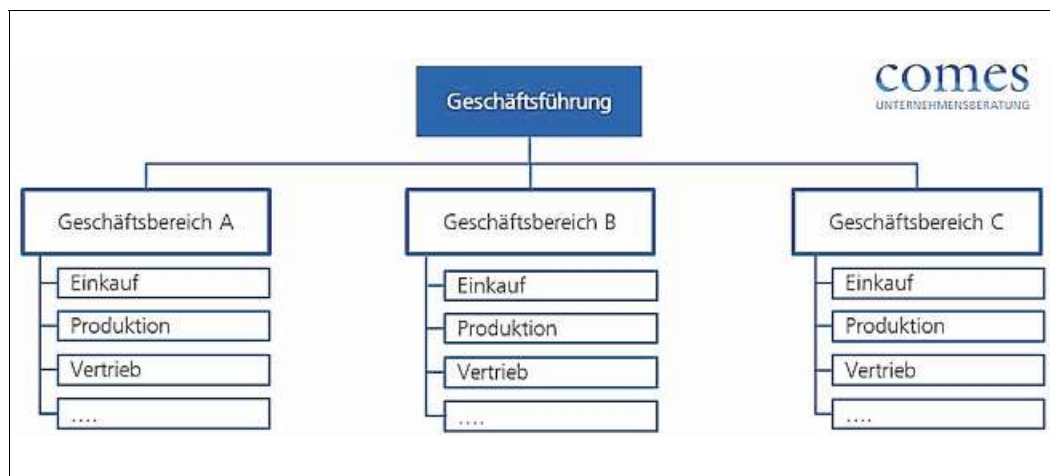 comes
UNTERNEHMENSBERATUNG
Geschäftsführung
Geschäftsbereich A
Einkauf
Produktion
Vertrieb
....
Geschäftsbereich B
Einkauf
Produktion
Vertrieb
....
Geschäftsbereich C
Einkauf
Produktion
Vertrieb
....